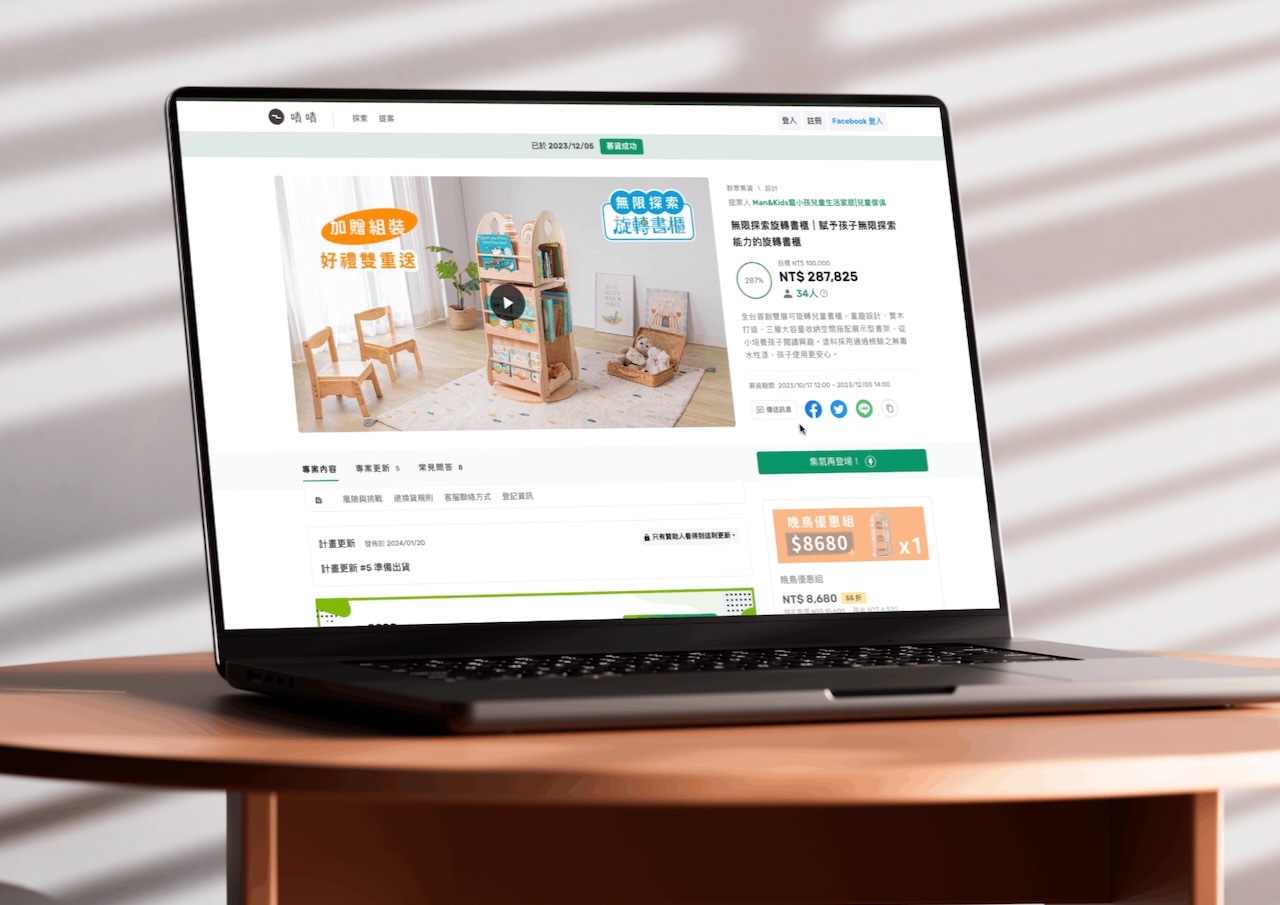 嘖嘖
探索 提案
登入 註冊 Facebook 登入
已於 2023/12/05 募資成功
加贈組裝
好禮雙重送
無限探索
旋轉書櫃
群眾集資 \ 設計
提案人 Man&Kids寵小孩兒童生活家居|兒童傢俱
無限探索旋轉書櫃｜賦予孩子無限探索
能力的旋轉書櫃
287%
目標 NT$ 100,000
NT$ 287,825
34人
全台首創雙層可旋轉兒童書櫃，童趣設計、實木
打造、三層大容量收納空間搭配展示型書架，從
小培養孩子閱讀興趣。塗料採用通過檢驗之無毒
水性漆，孩子使用更安心。
募資期間 2023/10/17 12:00 - 2023/12/05 14:00
傳送訊息
專案內容 專案更新 5 常見問答 8
集氣再登場！
風險與挑戰 退換貨規則 客服聯絡方式 登記資訊
計畫更新 發佈於 2024/01/20
只有贊助人看得到這則更新
計畫更新 #5 準備出貨
晚鳥優惠組
$8680
x1
晚鳥優惠組
NT$ 8,680 55 折